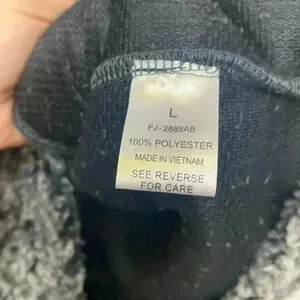 L
FJ-2888AB
100% POLYESTER
MADE IN VIETNAM
SEE REVERSE
FOR CARE